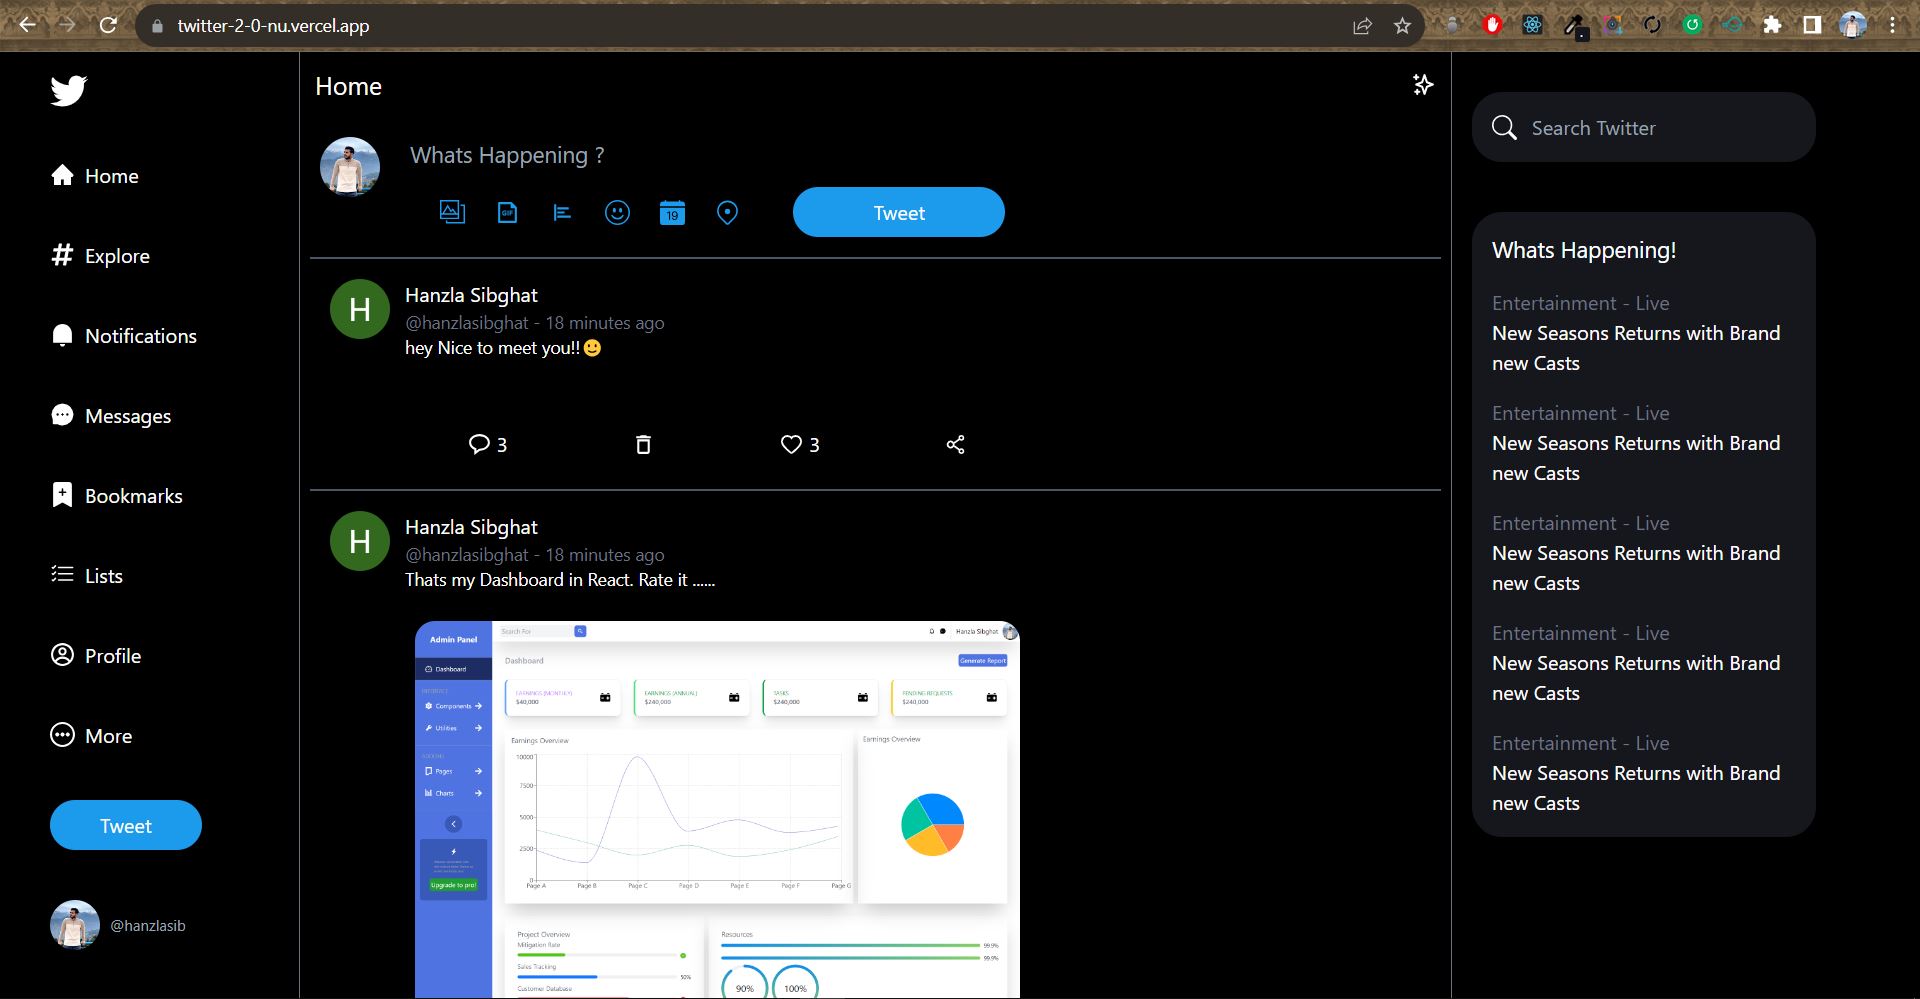 twitter-2-0-nu.vercel.app
Home
Explore
Notifications
Messages
Bookmarks
Lists
Profile
More
Tweet
@hanzlasib
Home
Whats Happening ?
GIF
19
Tweet
H
Hanzla Sibghat
@hanzlasibghat - 18 minutes ago
hey Nice to meet you!!🙂
3
3
H
Hanzla Sibghat
@hanzlasibghat - 18 minutes ago
Thats my Dashboard in React. Rate it ......
Admin Panel
Dashboard
Components
Utilities
Pages
Charts
Upgrade to pro!
Search For
Hanzla Sibghat
Dashboard
Generate Report
EARNINGS (MONTHLY)
$40,000
EARNINGS (ANNUAL)
$240,000
TASKS
$240,000
PENDING REQUESTS
$240,000
Earnings Overview
10000
7500
5000
2500
0
Page A
Page B
Page C
Page D
Page E
Page F
Page G
Earnings Overview
Project Overview
Mitigation Rate
Sales Tracking
50%
Customer Database
Resources
99.9%
99.9%
90%
100%
Search Twitter
Whats Happening!
Entertainment - Live
New Seasons Returns with Brand
new Casts
Entertainment - Live
New Seasons Returns with Brand
new Casts
Entertainment - Live
New Seasons Returns with Brand
new Casts
Entertainment - Live
New Seasons Returns with Brand
new Casts
Entertainment - Live
New Seasons Returns with Brand
new Casts